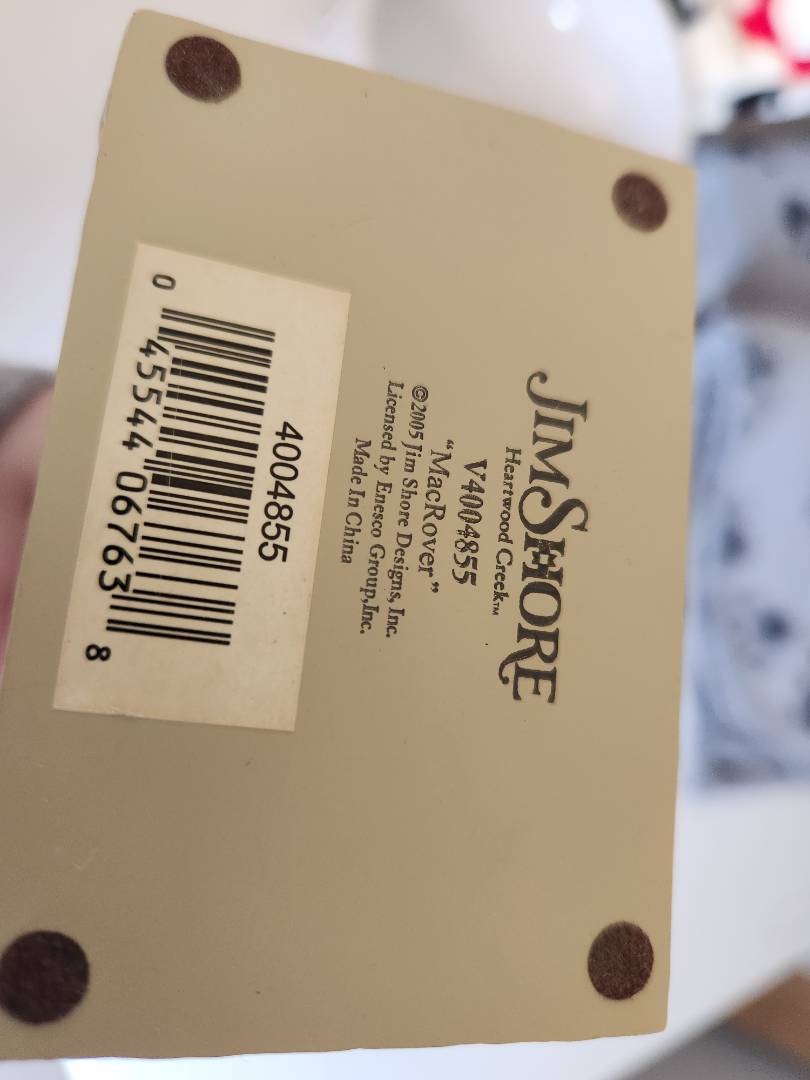 JIM SHORE
Heartwood Creek™
V4004855
“MacRover”
©2005 Jim Shore Designs, Inc.
Licensed by Enesco Group,Inc.
Made In China
4004855
0 45544 06763 8